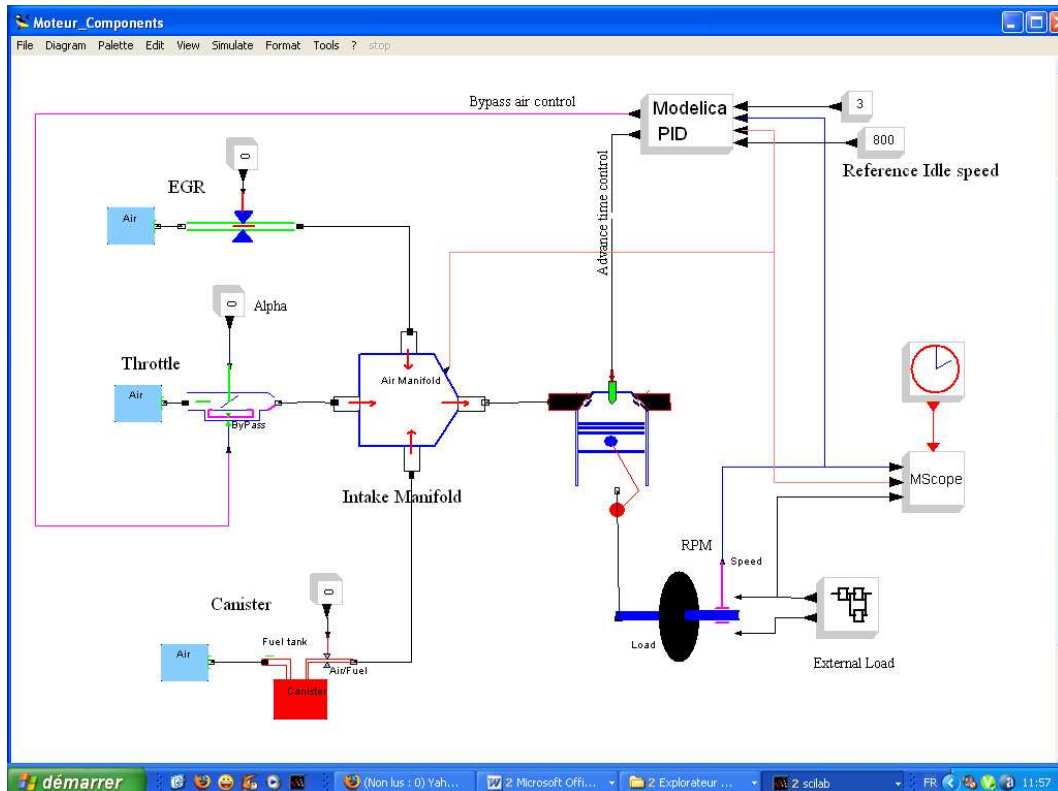 Moteur_Components
File Diagram Palette Edit View Simulate Format Tools ? stop
Bypass air control
Modelica
PID
3
800
Reference Idle speed
Advance time control
0
EGR
Air
0
Alpha
Throttle
Air
ByPass
Air Manifold
Intake Manifold
MScope
RPM
Speed
Load
External Load
0
Canister
Fuel tank
Air
Air/Fuel
Canister
démarrer
(Non lus : 0) Yah...
2 Microsoft Offi...
2 Explorateur ...
2 scilab
FR
11:57